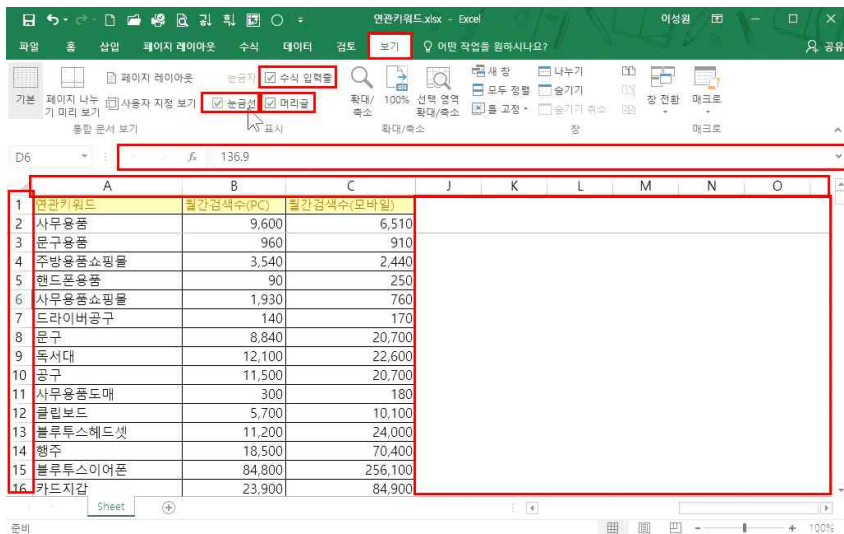 연관키워드.xlsx - Excel
이성원
파일 홈 삽입 페이지 레이아웃 수식 데이터 검토 보기 어떤 작업을 원하시나요? 공유
기본
페이지 나누기 미리 보기
페이지 레이아웃
사용자 지정 보기
통합 문서 보기
눈금자
수식 입력줄
눈금선
머리글
표시
확대/축소
100%
선택 영역 확대/축소
확대/축소
새 창
모두 정렬
틀 고정
나누기
숨기기
숨기기 취소
창 전환
창
매크로
매크로
D6 fx 136.9
A B C J K L M N O
1 연관키워드 월간검색수(PC) 월간검색수(모바일)
2 사무용품 9,600 6,510
3 문구용품 960 910
4 주방용품쇼핑몰 3,540 2,440
5 핸드폰용품 90 250
6 사무용품쇼핑몰 1,930 760
7 드라이버공구 140 170
8 문구 8,840 20,700
9 독서대 12,100 22,600
10 공구 11,500 20,700
11 사무용품도매 300 180
12 클립보드 5,700 10,100
13 블루투스헤드셋 11,200 24,000
14 행주 18,500 70,400
15 블루투스이어폰 84,800 256,100
16 카드지갑 23,900 84,900
Sheet
준비 100%